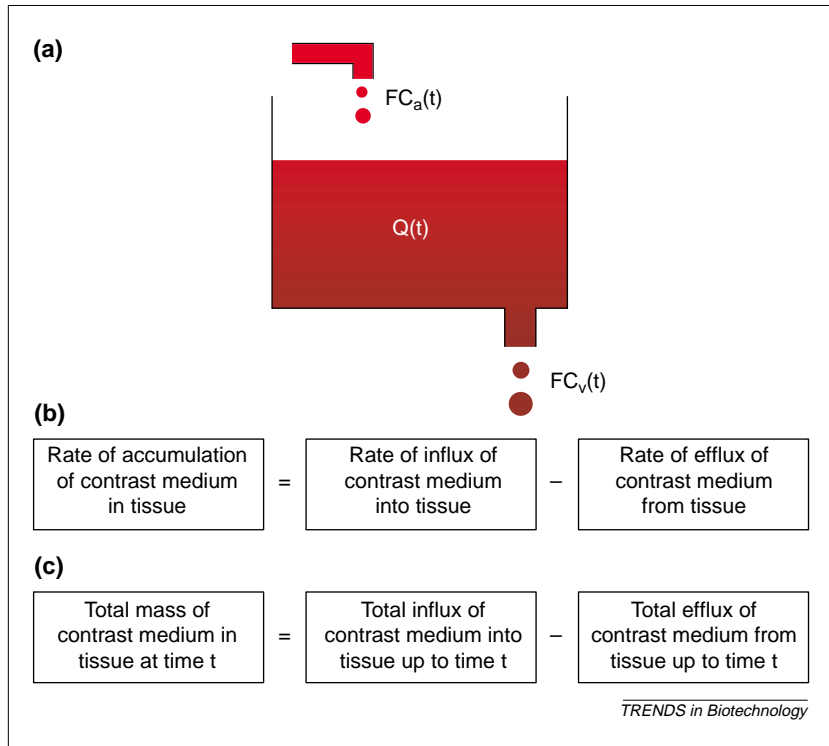 (a)
FCa(t)
Q(t)
FCv(t)
(b)
Rate of accumulation
of contrast medium
in tissue
=
Rate of influx of
contrast medium
into tissue
–
Rate of efflux of
contrast medium
from tissue
(c)
Total mass of
contrast medium in
tissue at time t
=
Total influx of
contrast medium into
tissue up to time t
–
Total efflux of
contrast medium from
tissue up to time t
TRENDS in Biotechnology